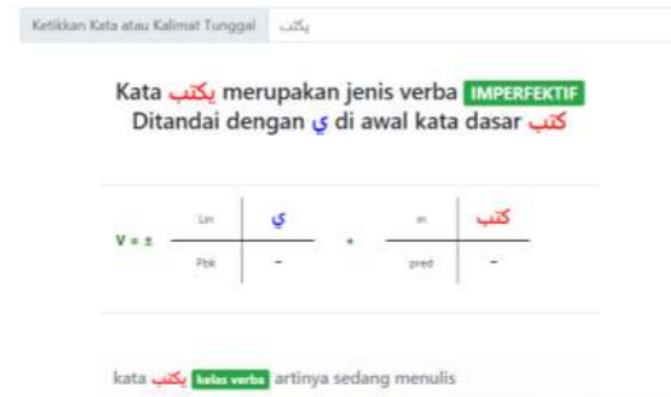 Ketikkan Kata atau Kalimat Tunggal يكتب
Kata يكتب merupakan jenis verba IMPERFEKTIF
Ditandai dengan ي di awal kata dasar كتب
Lin ي in كتب
V = ± +
Pbk - pred -
kata يكتب kelas verba artinya sedang menulis